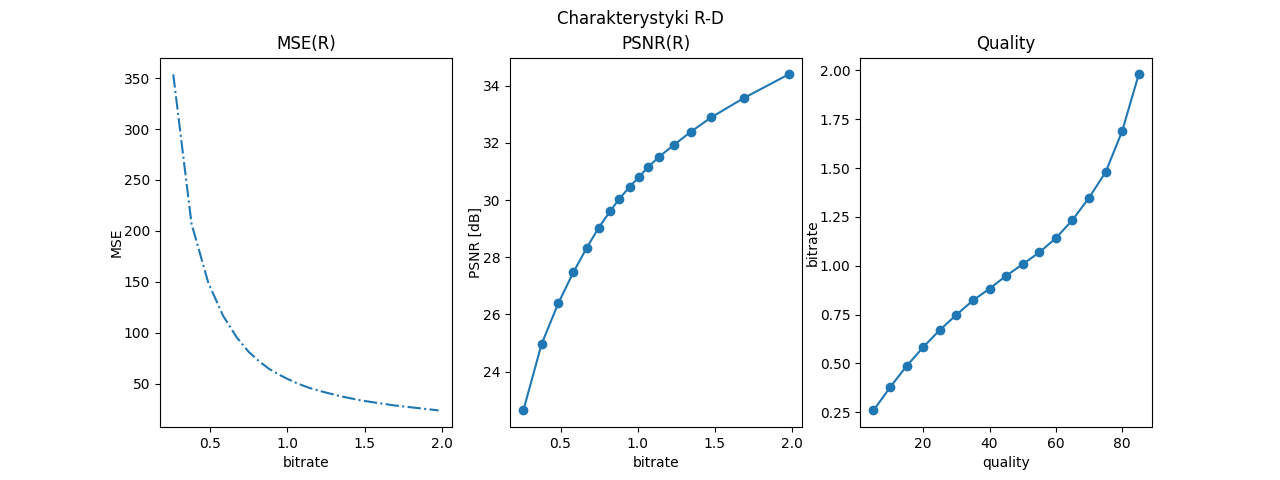 Charakterystyki R-D
MSE(R)
MSE
350
300
250
200
150
100
50
0.5 1.0 1.5 2.0
bitrate
PSNR(R)
PSNR [dB]
34
32
30
28
26
24
0.5 1.0 1.5 2.0
bitrate
Quality
bitrate
2.00
1.75
1.50
1.25
1.00
0.75
0.50
0.25
20 40 60 80
quality